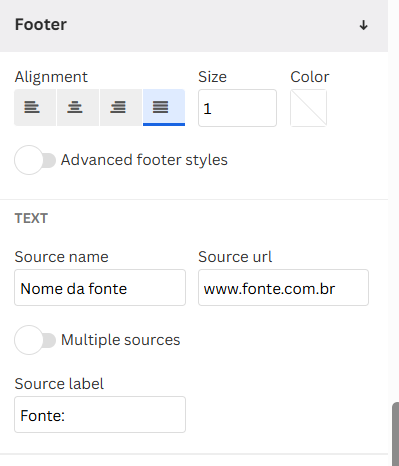 Footer
Alignment Size Color
1
Advanced footer styles
TEXT
Source name Source url
Nome da fonte www.fonte.com.br
Multiple sources
Source label
Fonte: